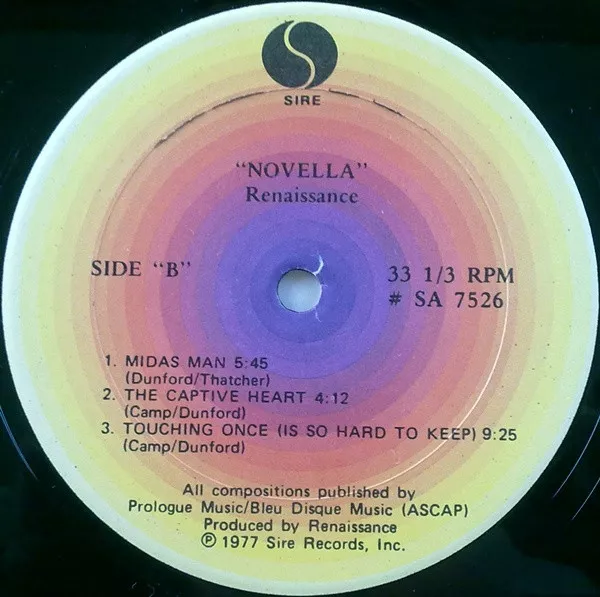 SIRE
"NOVELLA"
Renaissance
SIDE "B"
33 1/3 RPM
# SA 7526
1. MIDAS MAN 5:45
(Dunford/Thatcher)
2. THE CAPTIVE HEART 4:12
(Camp/Dunford)
3. TOUCHING ONCE (IS SO HARD TO KEEP) 9:25
(Camp/Dunford)
All compositions published by
Prologue Music/Bleu Disque Music (ASCAP)
Produced by Renaissance
℗ 1977 Sire Records, Inc.